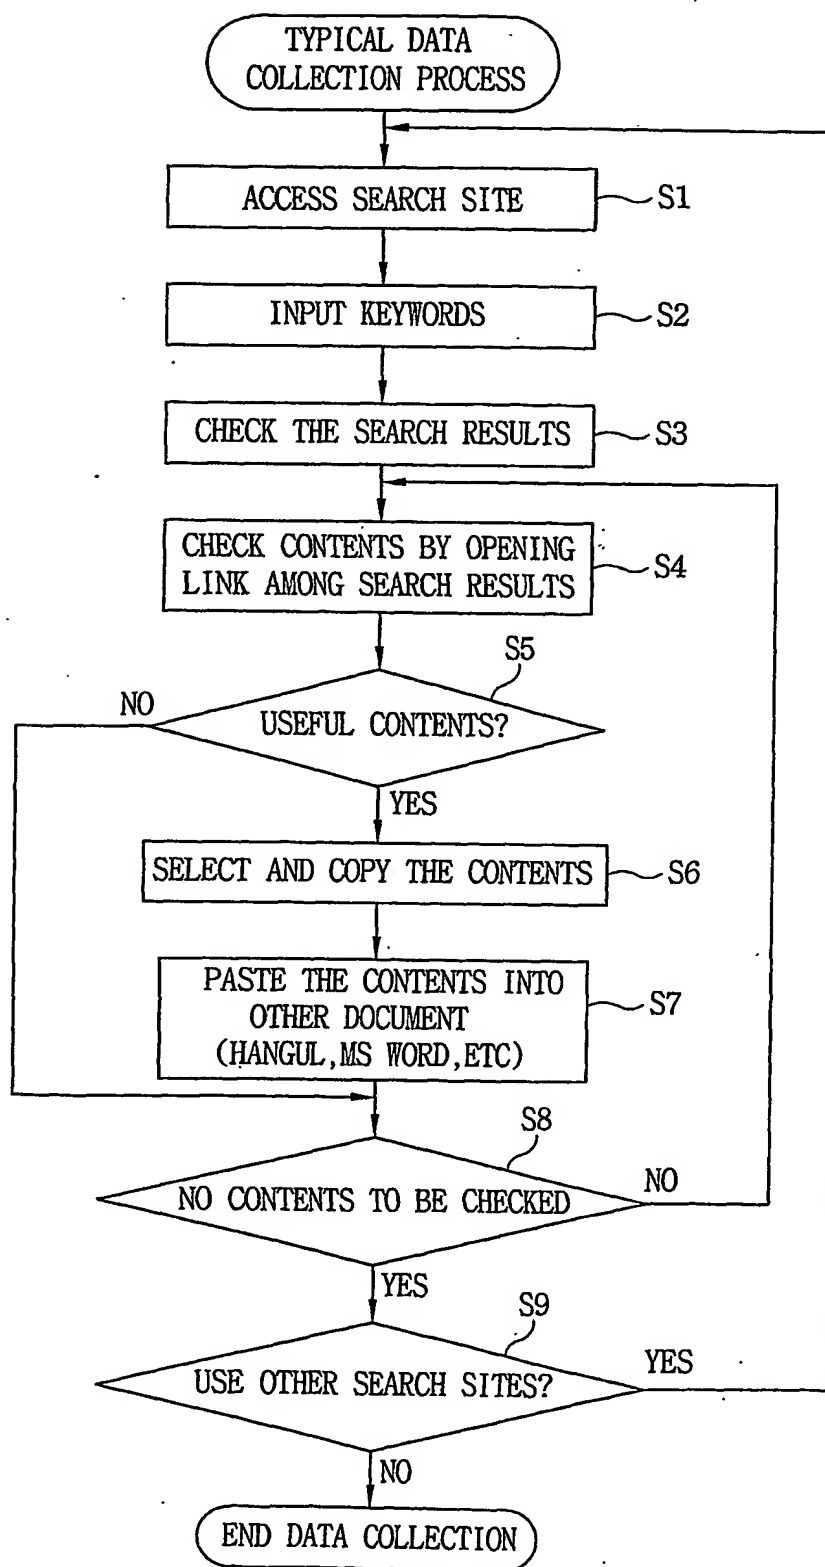 TYPICAL DATA
COLLECTION PROCESS
ACCESS SEARCH SITE
S1
INPUT KEYWORDS
S2
CHECK THE SEARCH RESULTS
S3
CHECK CONTENTS BY OPENING
LINK AMONG SEARCH RESULTS
S4
S5
NO
USEFUL CONTENTS?
YES
SELECT AND COPY THE CONTENTS
S6
PASTE THE CONTENTS INTO
OTHER DOCUMENT
(HANGUL,MS WORD,ETC)
S7
S8
NO CONTENTS TO BE CHECKED
NO
YES
S9
USE OTHER SEARCH SITES?
YES
NO
END DATA COLLECTION